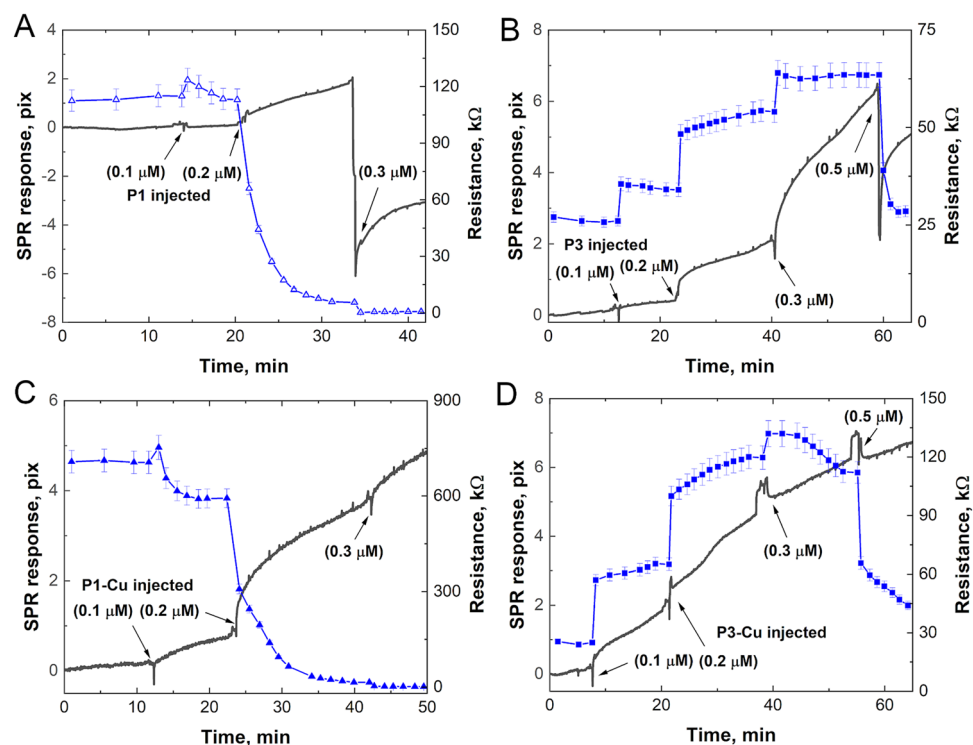 A
SPR response, pix
4
2
0
-2
-4
-6
-8
150
120
90
60
30
0
Resistance, kΩ
(0.1 μM)
(0.2 μM)
P1 injected
(0.3 μM)
0
10
20
30
40
Time, min
B
SPR response, pix
8
6
4
2
0
75
50
25
0
Resistance, kΩ
(0.5 μM)
P3 injected
(0.1 μM)
(0.2 μM)
(0.3 μM)
0
10
20
30
40
50
60
Time, min
C
SPR response, pix
6
4
2
0
900
600
300
0
Resistance, kΩ
(0.3 μM)
P1-Cu injected
(0.1 μM) (0.2 μM)
0
10
20
30
40
50
Time, min
D
SPR response, pix
8
6
4
2
0
150
120
90
60
30
0
Resistance, kΩ
(0.5 μM)
(0.3 μM)
P3-Cu injected
(0.1 μM)
(0.2 μM)
0
20
40
60
Time, min